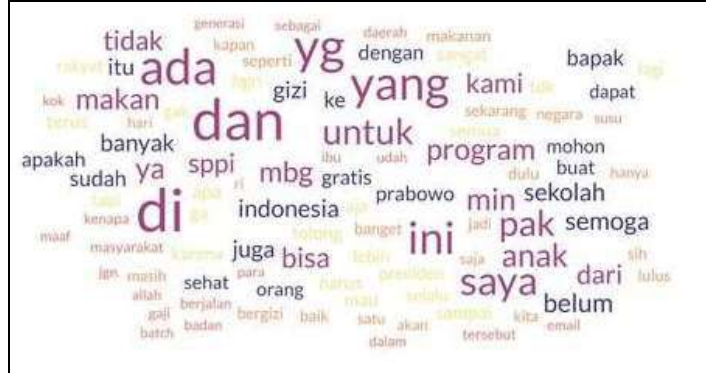 generasi sebagai
tidak kapan yg daerah makanan
rakyat itu ada seperti dengan sangat bapak lagi
kok makan tgl gizi ke yang kami tdk dapat
terus hari gak dan sekarang negara susu
banyak untuk semua
apakah sudah ya sppi mbg ibu udah program mohon
gratis dulu buat hanya
tapi apa ri prabowo min sekolah
kenapa di ga indonesia aja jadi pak semoga
maaf masyarakat karena tolong banget ini
juga bisa lebih saja anak sih
jgn masih para presiden saya dari lulus
allah sehat orang harus selalu belum
gaji berjalan mau sampai kita
batch badan bergizi baik satu akan email
dalam tersebut